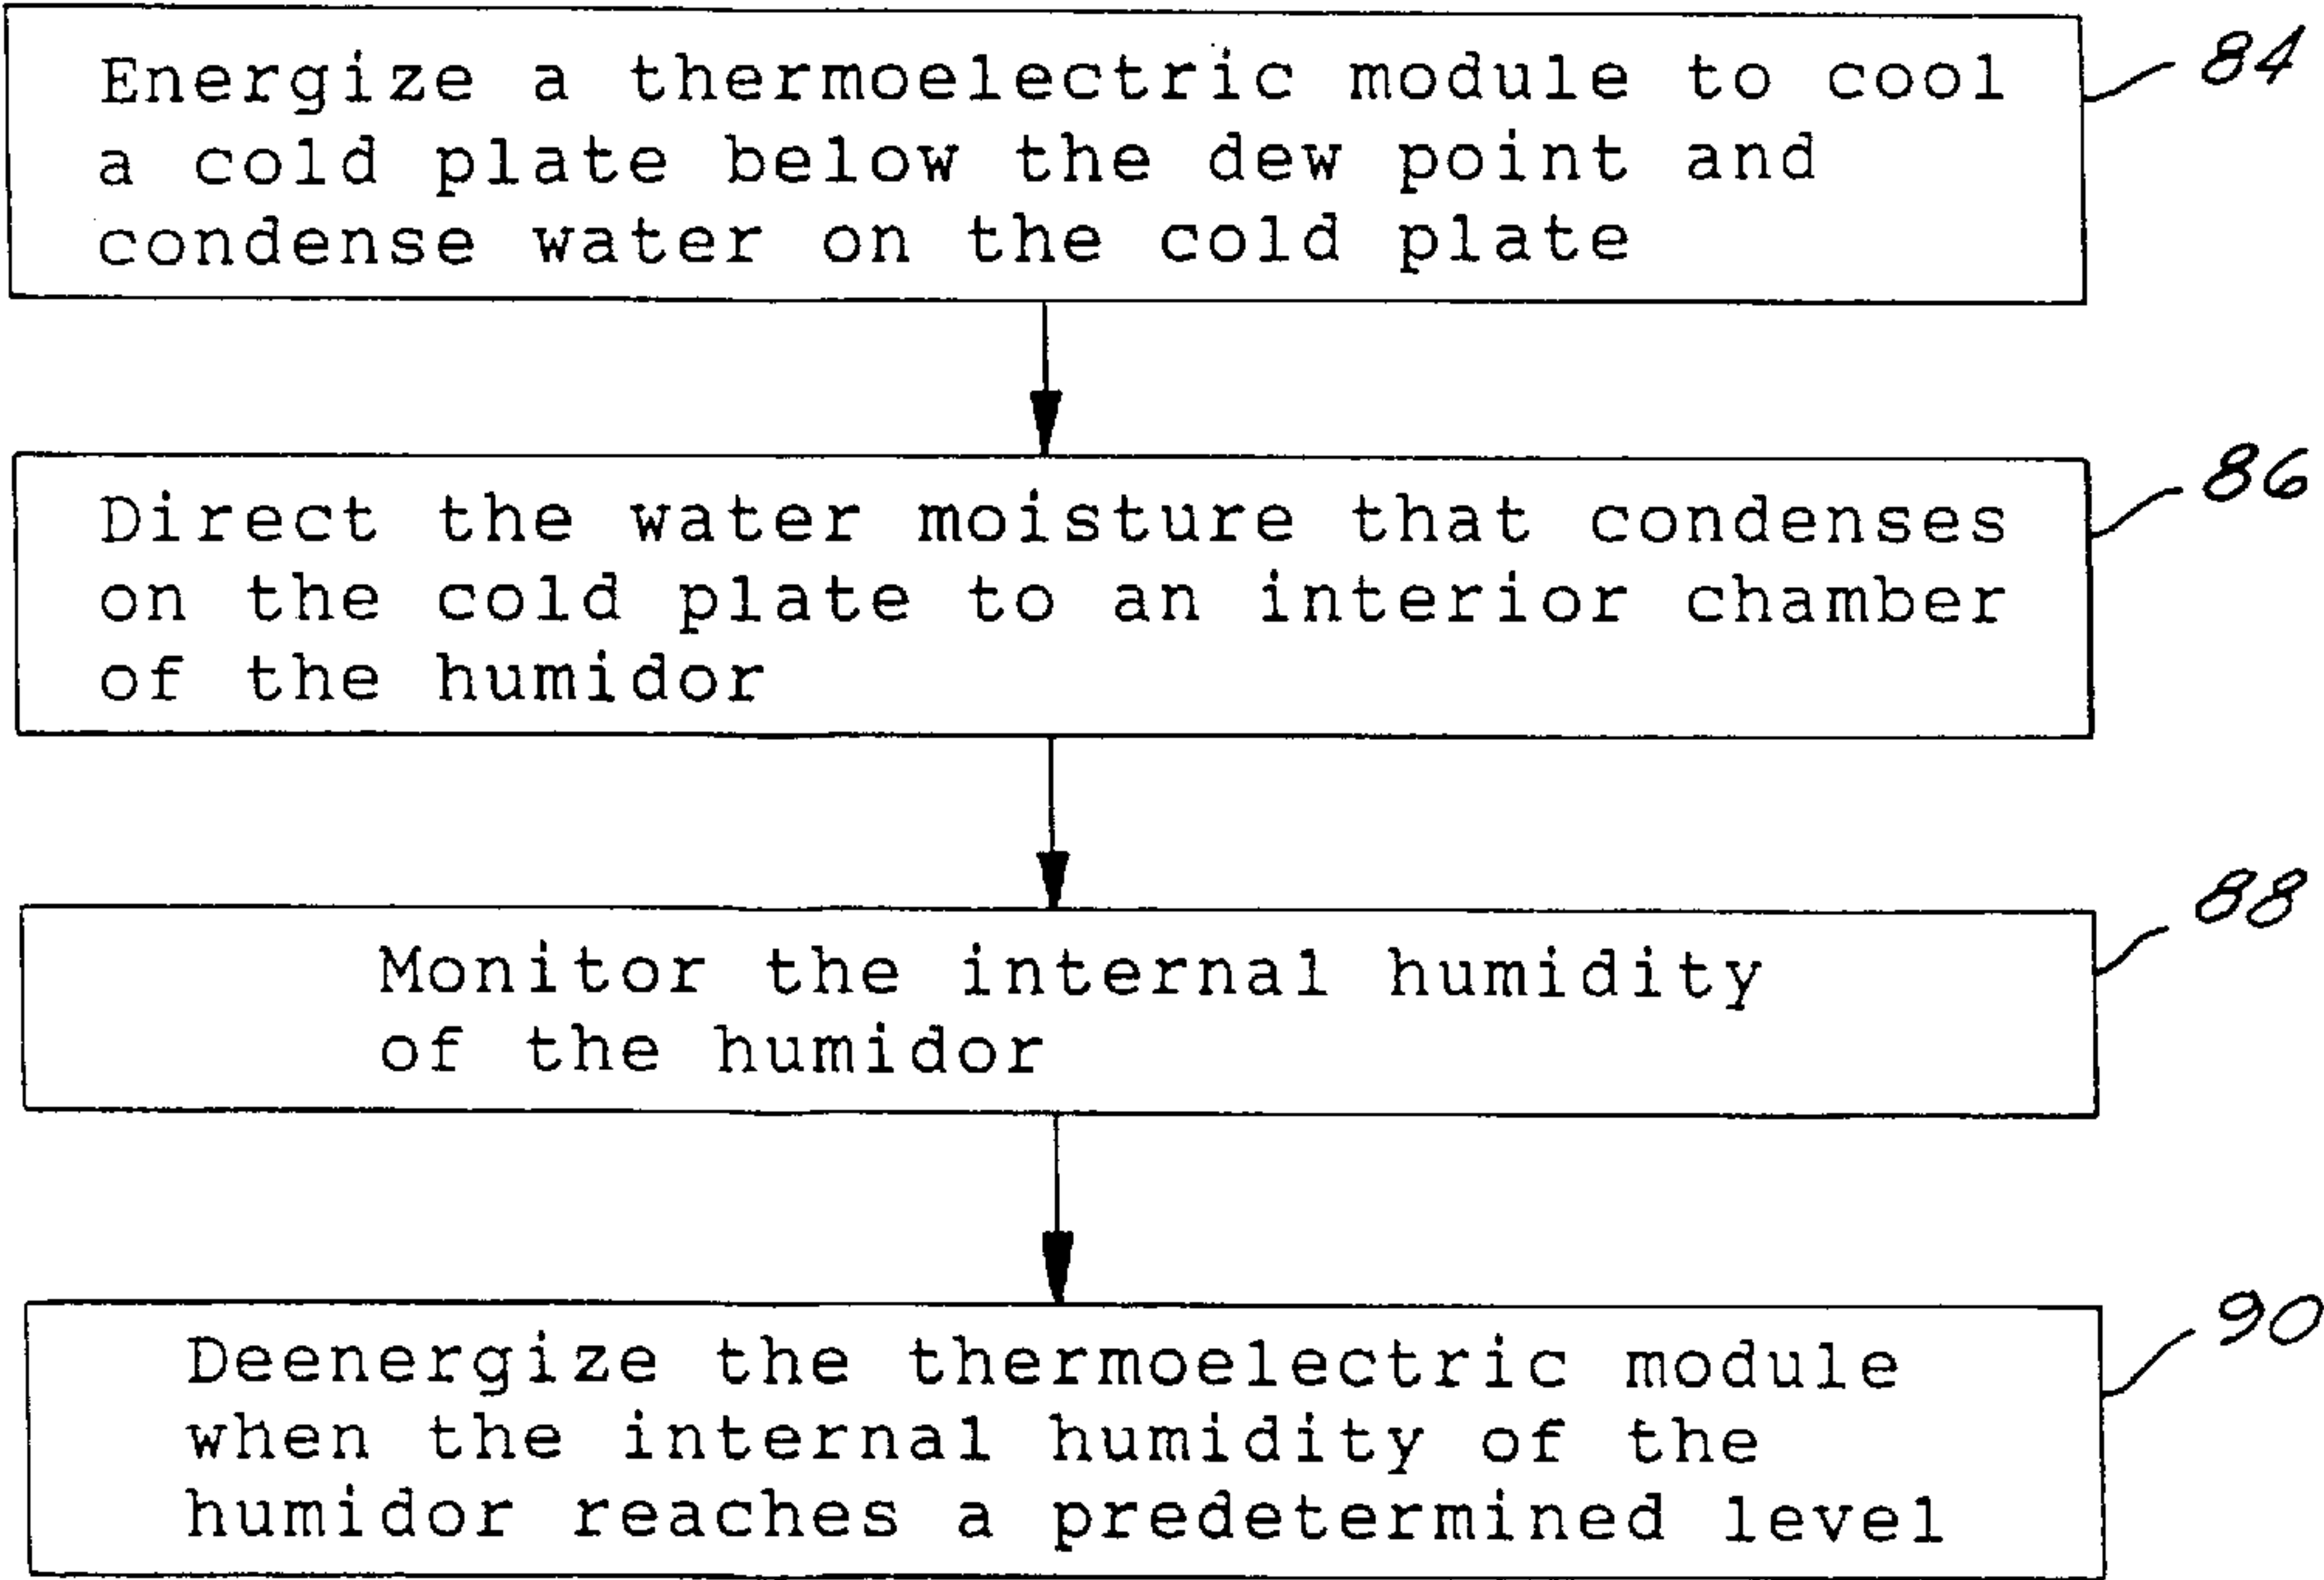 Energize a thermoelectric module to cool
a cold plate below the dew point and
condense water on the cold plate
84
Direct the water moisture that condenses
on the cold plate to an interior chamber
of the humidor
86
Monitor the internal humidity
of the humidor
88
Deenergize the thermoelectric module
when the internal humidity of the
humidor reaches a predetermined level
90